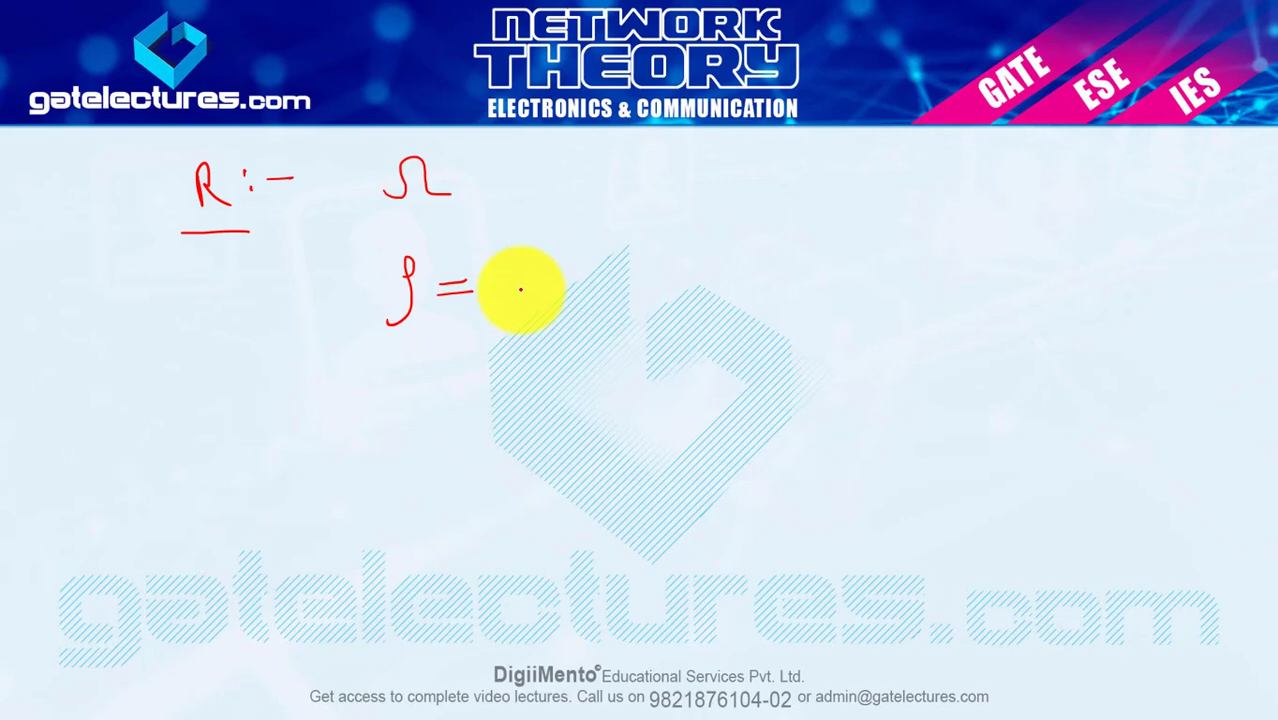 gatelectures.com
NETWORK
THEORY
ELECTRONICS & COMMUNICATION
GATE
ESE
IES
R :- Ω
ρ =
gatelectures.com
DigiiMento© Educational Services Pvt. Ltd.
Get access to complete video lectures. Call us on 9821876104-02 or admin@gatelectures.com